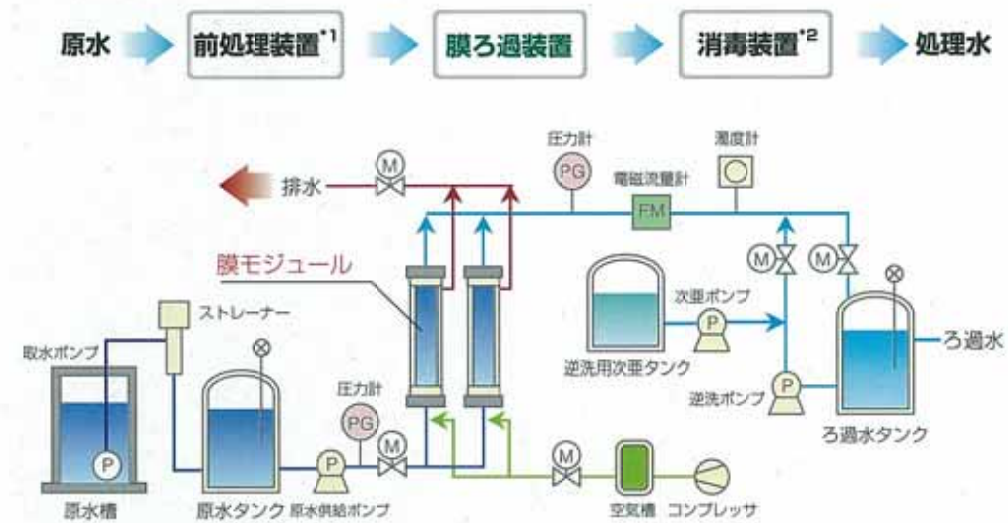 原水
前処理装置*1
膜ろ過装置
消毒装置*2
処理水
圧力計
濁度計
M
PG
電磁流量計
排水
FM
膜モジュール
M
M
ストレーナー
次亜ポンプ
取水ポンプ
P
ろ過水
圧力計
逆洗用次亜タンク
P
逆洗ポンプ
PG
ろ過水タンク
M
M
P
P
原水槽
原水タンク
原水供給ポンプ
空気槽
コンプレッサ